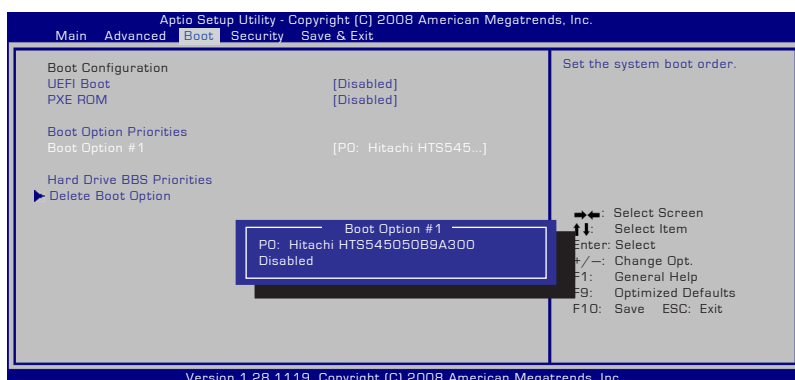 Aptio Setup Utility - Copyright (C) 2008 American Megatrends, Inc.
Main Advanced Boot Security Save & Exit
Boot Configuration
UEFI Boot [Disabled]
PXE ROM [Disabled]
Boot Option Priorities
Boot Option #1 [P0: Hitachi HTS545...]
Hard Drive BBS Priorities
Delete Boot Option
Boot Option #1
P0: Hitachi HTS545050B9A300
Disabled
Set the system boot order.
→←: Select Screen
↑↓: Select Item
Enter: Select
+/—: Change Opt.
F1: General Help
F9: Optimized Defaults
F10: Save ESC: Exit
Version 1.28.1119. Copyright (C) 2008 American Megatrends, Inc.